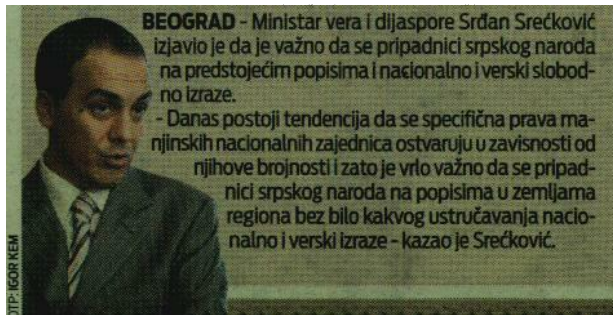 BEOGRAD - Ministar vera i dijaspore Srđan Srećković
izjavio je da je važno da se pripadnici srpskog naroda
na predstojećim popisima i nacionalno i verski slobod-
no izraze.
- Danas postoji tendencija da se specifična prava ma-
njinskih nacionalnih zajednica ostvaruju u zavisnosti od
njihove brojnosti i zato je vrlo važno da se pripad-
nici srpskog naroda na popisima u zemljama
regiona bez bilo kakvog ustručavanja nacio-
nalno i verski izraze - kazao je Srećković.
OTP: IGOR KEM